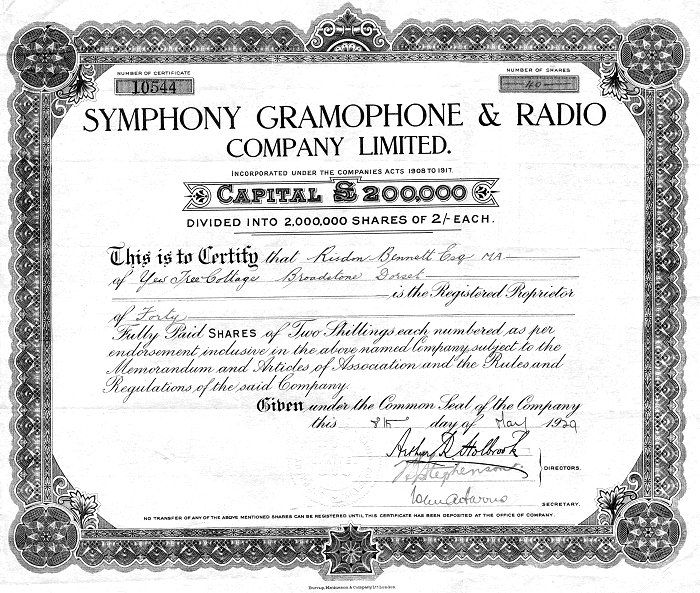 NUMBER OF CERTIFICATE
10544
NUMBER OF SHARES
40
SYMPHONY GRAMOPHONE & RADIO
COMPANY LIMITED.
INCORPORATED UNDER THE COMPANIES ACTS 1908 TO 1917.
CAPITAL £200,000
DIVIDED INTO 2,000,000 SHARES OF 2/- EACH.
This is to Certify that Risdon Bennett Esq MA
of Yew Tree Cottage Broadstone Dorset
is the Registered Proprietor
of Forty
Fully Paid SHARES of Two Shillings each numbered, as per
endorsement inclusive in the above named Company, subject to the
Memorandum and Articles of Association and the Rules and
Regulations, of the said Company.
Given under the Common Seal of the Company
this 8th day of May 1929
Arthur R Holbrook
Stephenson
DIRECTORS.
SECRETARY.
NO TRANSFER OF ANY OF THE ABOVE MENTIONED SHARES CAN BE REGISTERED UNTIL THIS CERTIFICATE HAS BEEN DEPOSITED AT THE OFFICE OF COMPANY.